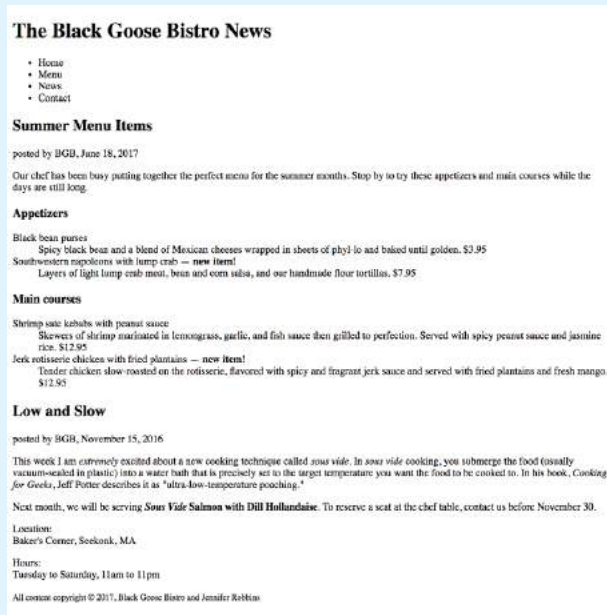 The Black Goose Bistro News
• Home
• Menu
• News
• Contact
Summer Menu Items
posted by BGB, June 18, 2017
Our chef has been busy putting together the perfect menu for the summer months. Stop by to try these appetizers and main courses while the
days are still long.
Appetizers
Black bean purses
Spicy black bean and a blend of Mexican cheeses wrapped in sheets of phyllo and baked until golden. $3.95
Southwestern napoleons with lump crab — new item!
Layers of light lump crab meat, bean and corn salsa, and our handmade flour tortillas. $7.95
Main courses
Shrimp sate kebabs with peanut sauce
Skewers of shrimp marinated in lemongrass, garlic, and fish sauce then grilled to perfection. Served with spicy peanut sauce and jasmine
rice. $12.95
Jerk rotisserie chicken with fried plantains — new item!
Tender chicken slow-roasted on the rotisserie, flavored with spicy and fragrant jerk sauce and served with fried plantains and fresh mango.
$12.95
Low and Slow
posted by BGB, November 15, 2016
This week I am extremely excited about a new cooking technique called sous vide. In sous vide cooking, you submerge the food (usually
vacuum-sealed in plastic) into a water bath that is precisely set to the target temperature you want the food to be cooked to. In his book, Cooking
for Geeks, Jeff Potter describes it as "ultra-low-temperature poaching."
Next month, we will be serving Sous Vide Salmon with Dill Hollandaise. To reserve a seat at the chef table, contact us before November 30.
Location:
Baker's Corner, Seekonk, MA
Hours:
Tuesday to Saturday, 11am to 11pm
All content copyright © 2017, Black Goose Bistro and Jennifer Robbins